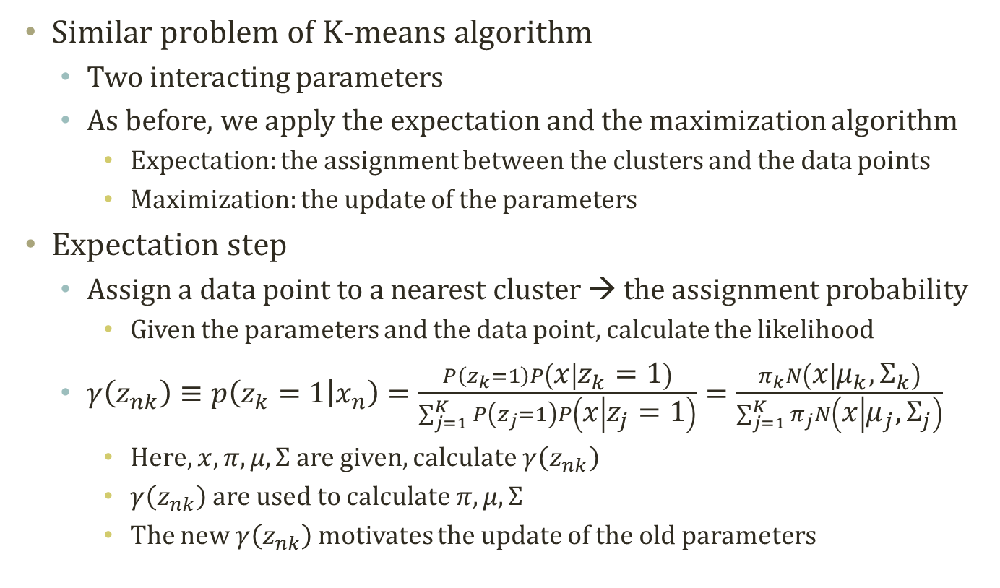 • Similar problem of K-means algorithm
• Two interacting parameters
• As before, we apply the expectation and the maximization algorithm
• Expectation: the assignment between the clusters and the data points
• Maximization: the update of the parameters
• Expectation step
• Assign a data point to a nearest cluster → the assignment probability
• Given the parameters and the data point, calculate the likelihood
• $\gamma(z_{nk}) \equiv p(z_k = 1|x_n) = \frac{P(z_k=1)P(x|z_k=1)}{\sum_{j=1}^{K} P(z_j=1)P(x|z_j=1)} = \frac{\pi_k N(x|\mu_k,\Sigma_k)}{\sum_{j=1}^{K} \pi_j N(x|\mu_j,\Sigma_j)}$
• Here, $x, \pi, \mu, \Sigma$ are given, calculate $\gamma(z_{nk})$
• $\gamma(z_{nk})$ are used to calculate $\pi, \mu, \Sigma$
• The new $\gamma(z_{nk})$ motivates the update of the old parameters